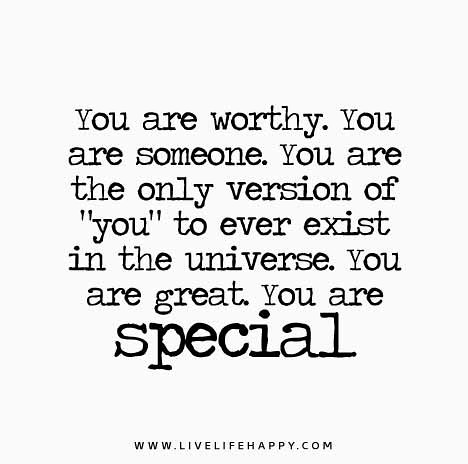 You are worthy. You
are someone. You are
the only version of
"you" to ever exist
in the universe. You
are great. You are
special
WWW.LIVELIFEHAPPY.COM